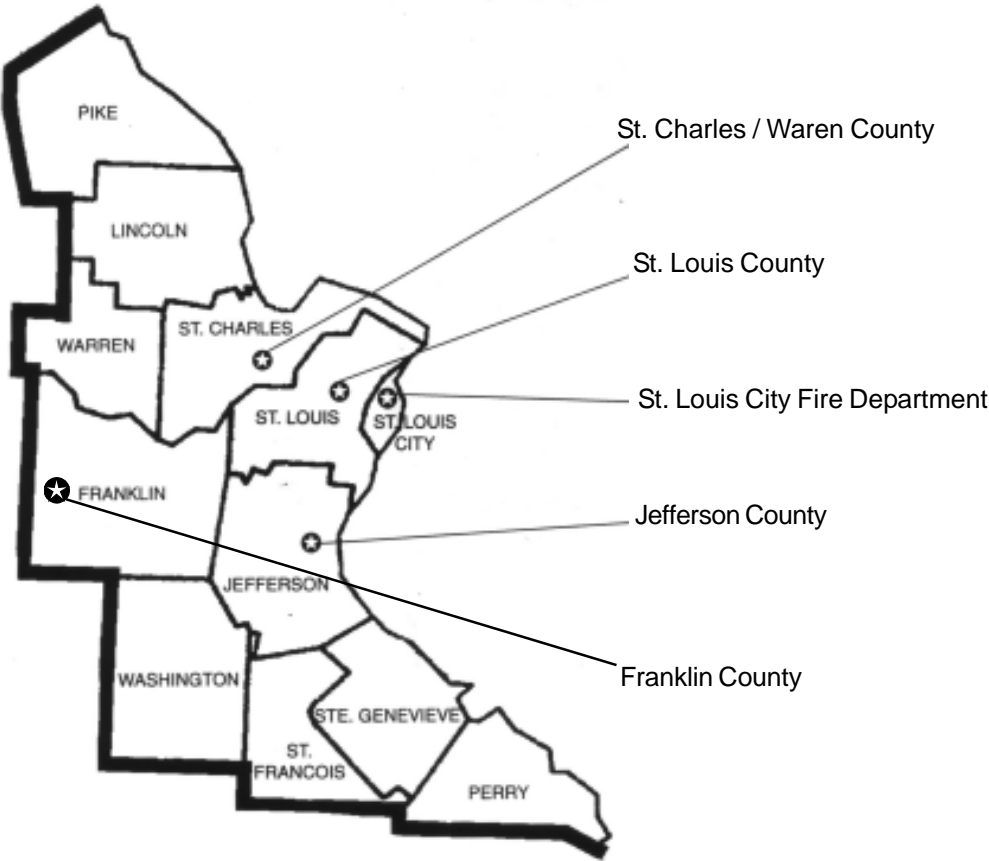 PIKE
St. Charles / Waren County
LINCOLN
St. Louis County
ST. CHARLES
WARREN
St. Louis City Fire Department
ST. LOUIS
ST. LOUIS
CITY
FRANKLIN
Jefferson County
JEFFERSON
Franklin County
WASHINGTON
STE. GENEVIEVE
ST.
FRANCOIS
PERRY